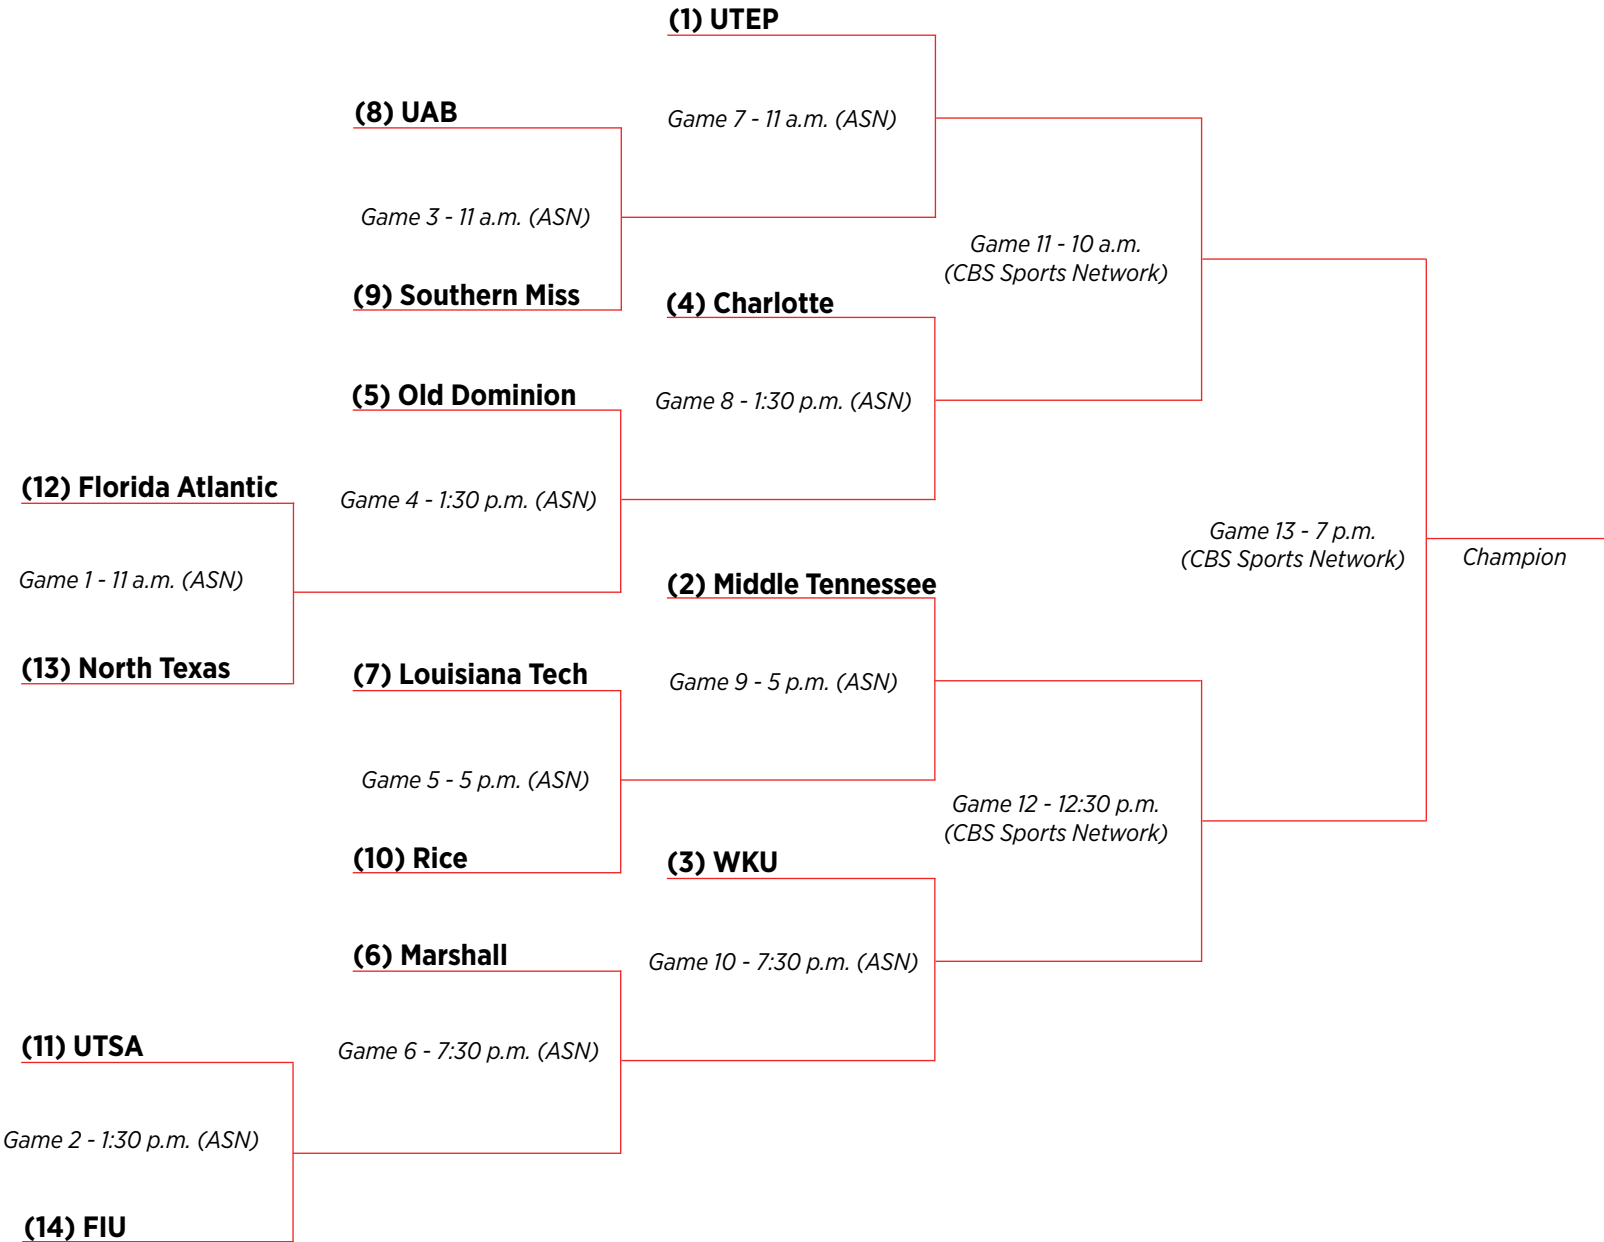 (1) UTEP
(8) UAB
Game 7 - 11 a.m. (ASN)
Game 3 - 11 a.m. (ASN)
Game 11 - 10 a.m.
(CBS Sports Network)
(9) Southern Miss
(4) Charlotte
(5) Old Dominion
Game 8 - 1:30 p.m. (ASN)
(12) Florida Atlantic
Game 4 - 1:30 p.m. (ASN)
Game 13 - 7 p.m.
(CBS Sports Network)
Champion
Game 1 - 11 a.m. (ASN)
(2) Middle Tennessee
(13) North Texas
(7) Louisiana Tech
Game 9 - 5 p.m. (ASN)
Game 5 - 5 p.m. (ASN)
Game 12 - 12:30 p.m.
(CBS Sports Network)
(10) Rice
(3) WKU
(6) Marshall
Game 10 - 7:30 p.m. (ASN)
(11) UTSA
Game 6 - 7:30 p.m. (ASN)
Game 2 - 1:30 p.m. (ASN)
(14) FIU